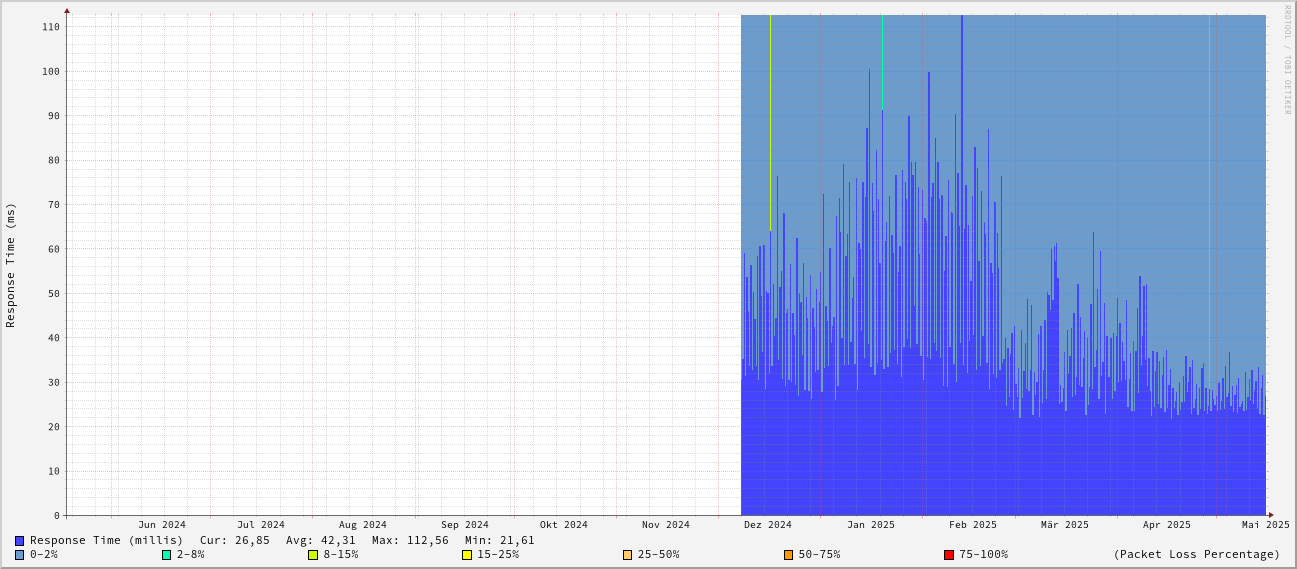 RRDTOOL / TOBI OETIKER
Response Time (ms)
110
100
90
80
70
60
50
40
30
20
10
0
Jun 2024 Jul 2024 Aug 2024 Sep 2024 Okt 2024 Nov 2024 Dez 2024 Jan 2025 Feb 2025 Mär 2025 Apr 2025 Mai 2025
Response Time (millis) Cur: 26,85 Avg: 42,31 Max: 112,56 Min: 21,61
0-2% 2-8% 8-15% 15-25% 25-50% 50-75% 75-100% (Packet Loss Percentage)